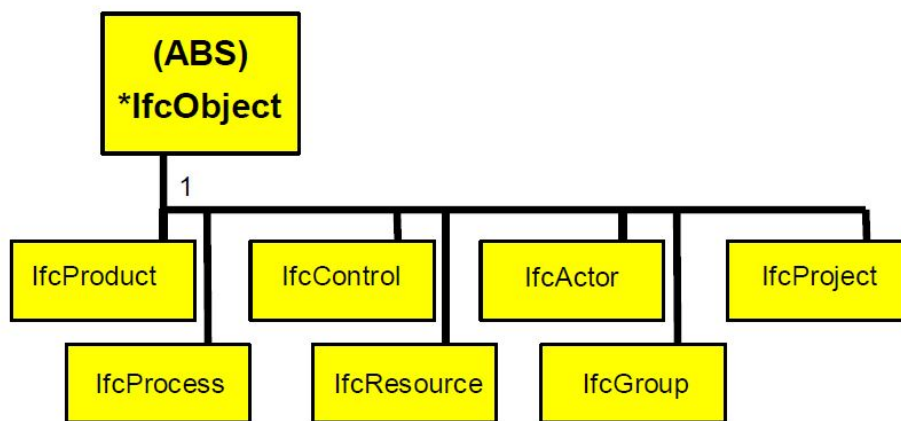 (ABS)
*IfcObject
1
IfcProduct
IfcControl
IfcActor
IfcProject
IfcProcess
IfcResource
IfcGroup